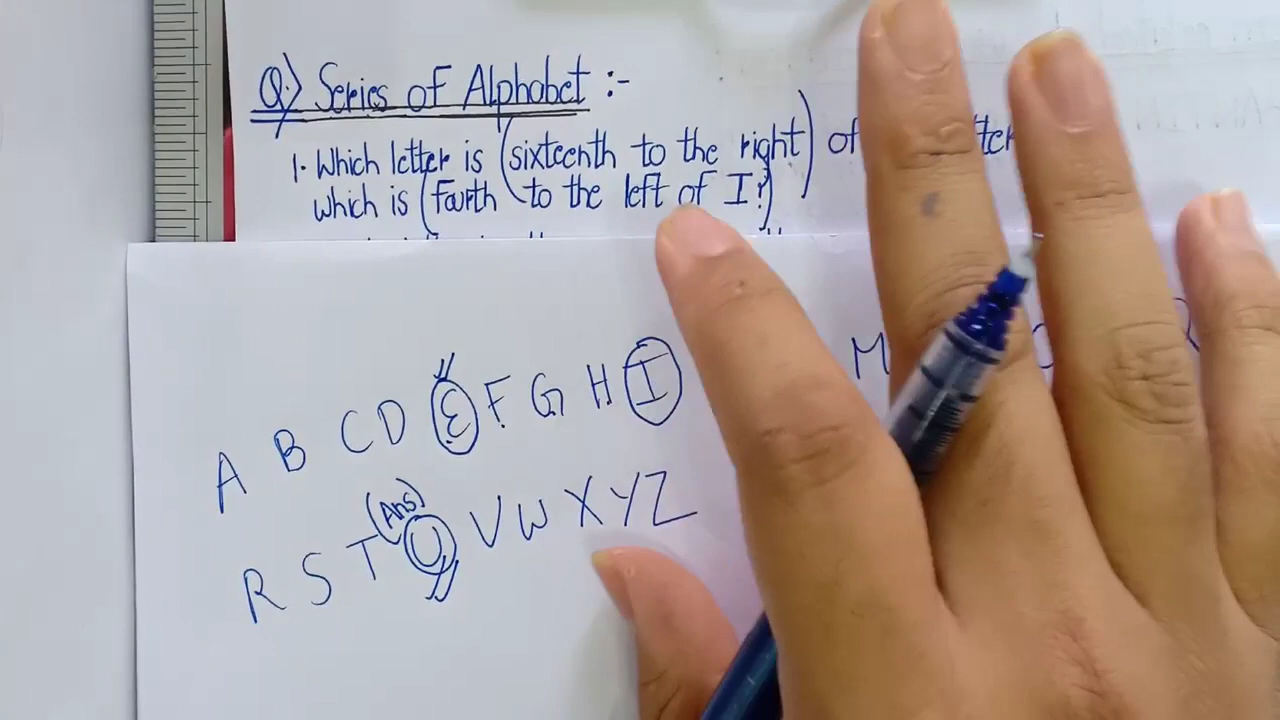 Q.) Series of Alphabet :-
1. Which letter is (sixteenth to the right) of
which is (fourth to the left of I?)
A B C D E F G H I M
(Ans)
R S T U V W X Y Z